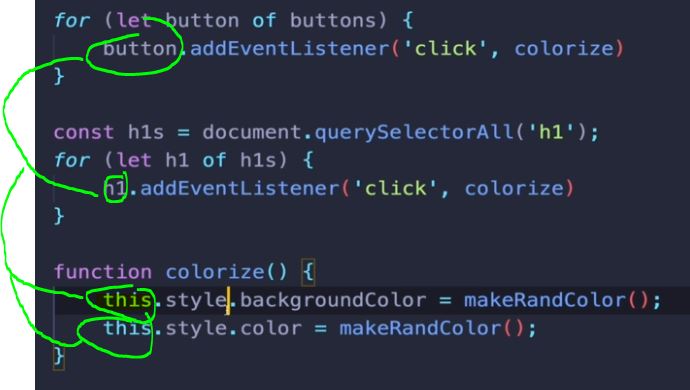 for (let button of buttons) {
button.addEventListener('click', colorize)
}
const h1s = document.querySelectorAll('h1');
for (let h1 of h1s) {
h1.addEventListener('click', colorize)
}
function colorize() {
this.style.backgroundColor = makeRandColor();
this.style.color = makeRandColor();
}